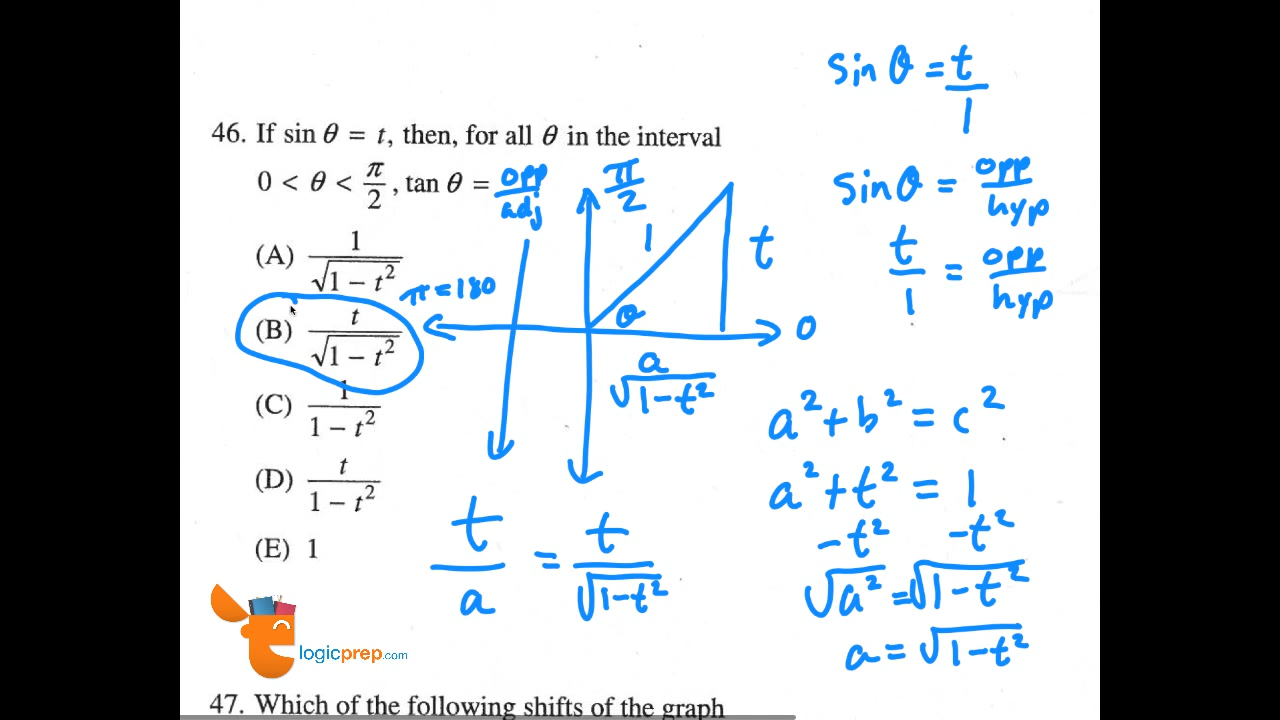 46. If sin θ = t, then, for all θ in the interval
0 < θ < π/2, tan θ = opp/adj
(A) 1/√(1 − t²)
(B) t/√(1 − t²)
(C) 1/(1 − t²)
(D) t/(1 − t²)
(E) 1
π = 180
π/2
1
t
θ
0
a
√(1−t²)
t/a = t/√(1−t²)
sin θ = t/1
sinθ = opp/hyp
t/1 = opp/hyp
a² + b² = c²
a² + t² = 1
−t² −t²
√a² = √(1−t²)
a = √(1−t²)
logicprep.com
47. Which of the following shifts of the graph